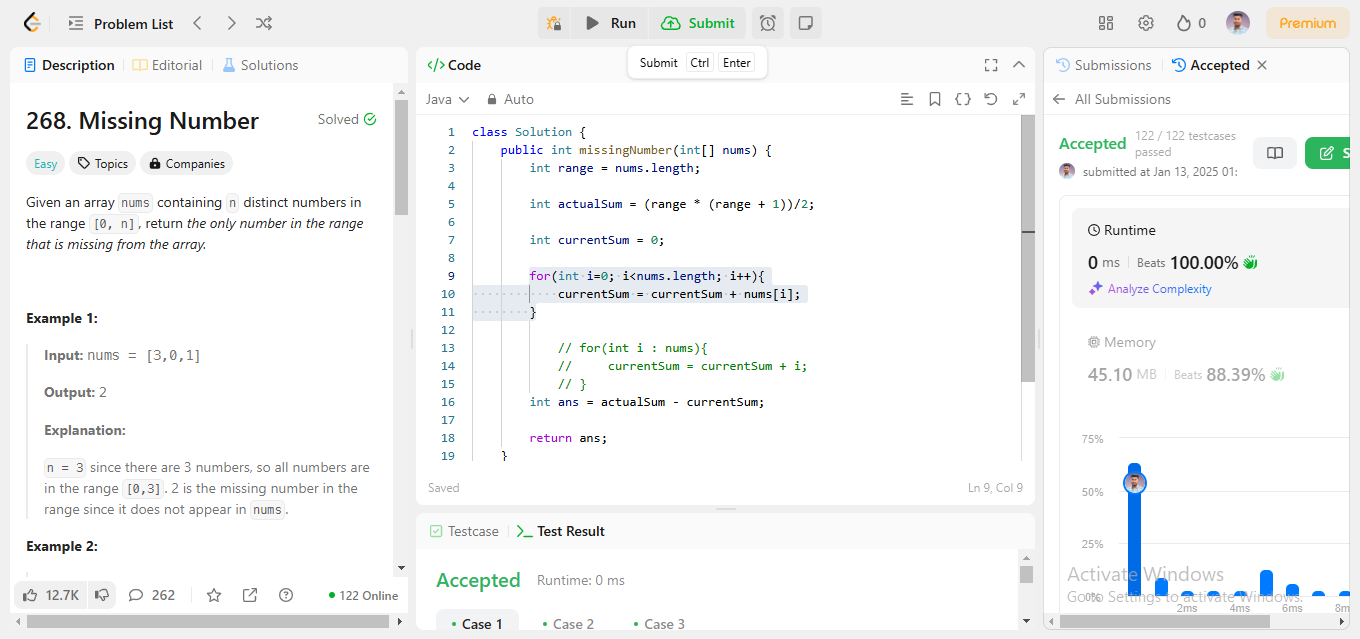 Problem List
Run
Submit
0
Premium
Submit Ctrl Enter
Description
Editorial
Solutions
268. Missing Number
Solved
Easy
Topics
Companies
Given an array nums containing n distinct numbers in
the range [0, n], return the only number in the range
that is missing from the array.
Example 1:
Input: nums = [3,0,1]
Output: 2
Explanation:
n = 3 since there are 3 numbers, so all numbers are
in the range [0,3]. 2 is the missing number in the
range since it does not appear in nums.
Example 2:
12.7K
262
122 Online
</> Code
Java
Auto
1 class Solution {
2 public int missingNumber(int[] nums) {
3 int range = nums.length;
4
5 int actualSum = (range * (range + 1))/2;
6
7 int currentSum = 0;
8
9 for(int i=0; i<nums.length; i++){
10 currentSum = currentSum + nums[i];
11 }
12
13 // for(int i : nums){
14 // currentSum = currentSum + i;
15 // }
16 int ans = actualSum - currentSum;
17
18 return ans;
19 }
Saved
Ln 9, Col 9
Testcase
Test Result
Accepted
Runtime: 0 ms
Case 1
Case 2
Case 3
Submissions
Accepted
All Submissions
Accepted
122 / 122 testcases
passed
submitted at Jan 13, 2025 01:
S
Runtime
0 ms
Beats 100.00%
Analyze Complexity
Memory
45.10 MB
Beats 88.39%
75%
50%
25%
0%
2ms
4ms
6ms
8m
Activate Windows
Go to Settings to activate Windows.